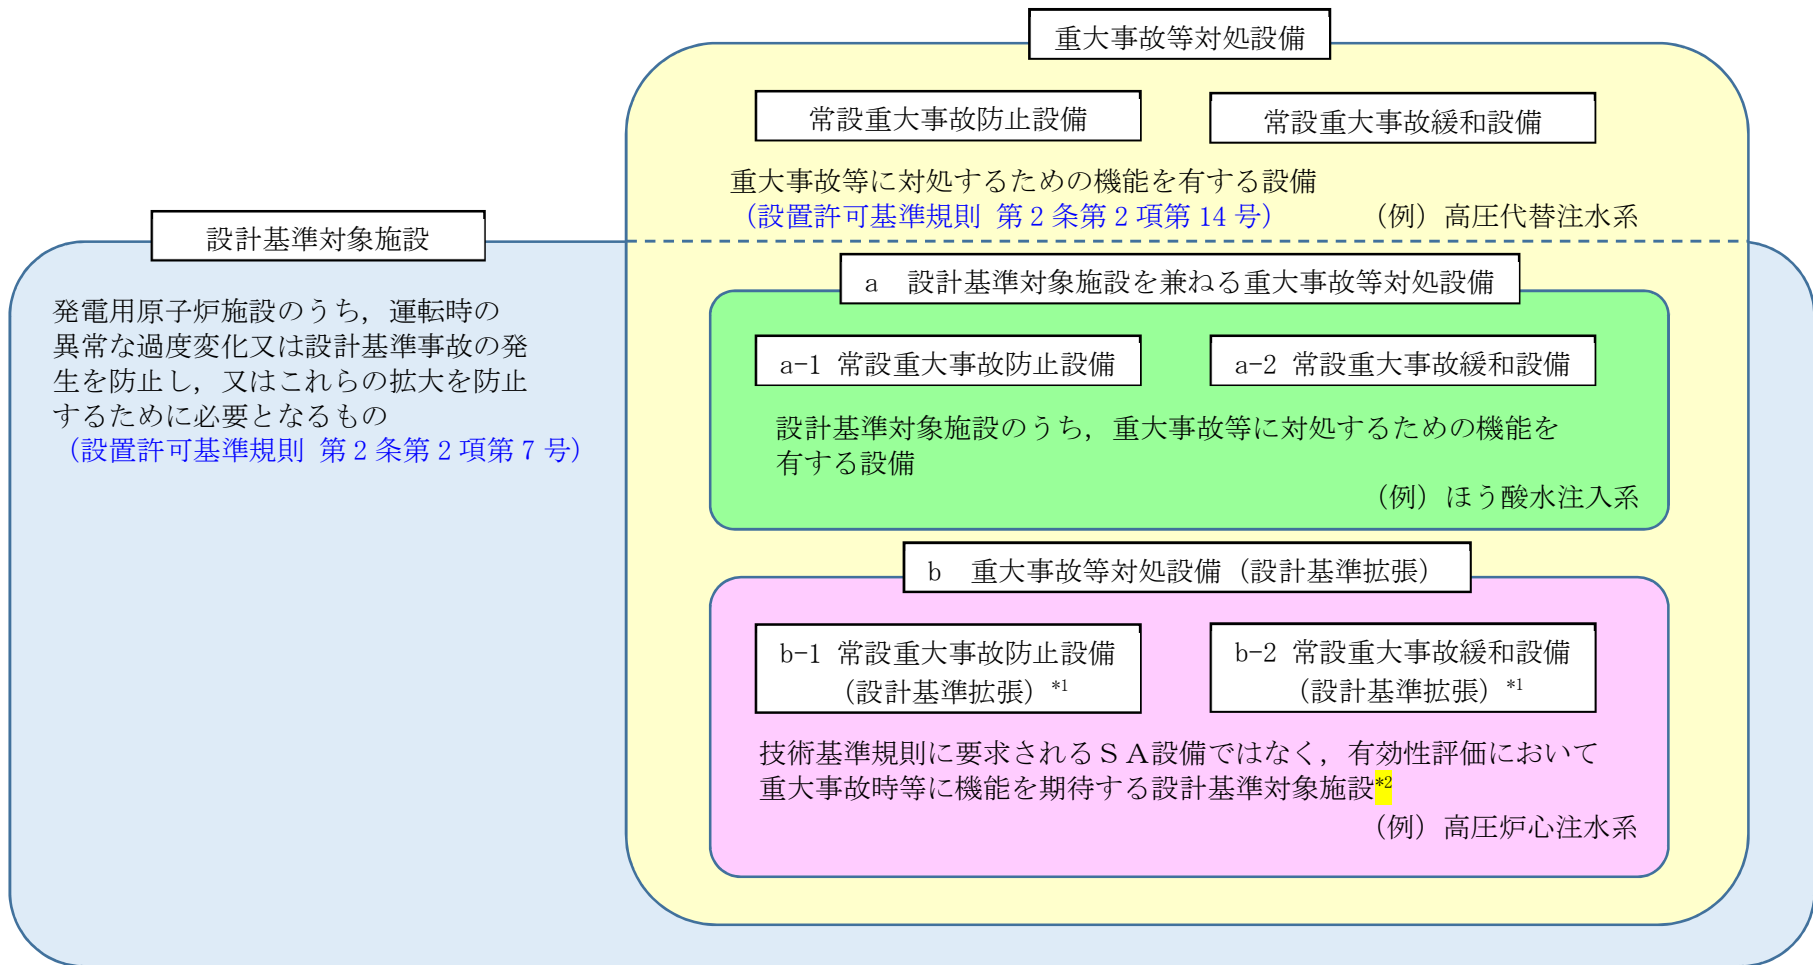 重大事故等対処設備
常設重大事故防止設備
常設重大事故緩和設備
重大事故等に対処するための機能を有する設備
（設置許可基準規則 第２条第２項第 14 号）
（例）高圧代替注水系
設計基準対象施設
発電用原子炉施設のうち，運転時の
異常な過度変化又は設計基準事故の発
生を防止し，又はこれらの拡大を防止
するために必要となるもの
（設置許可基準規則 第２条第２項第７号）
a　設計基準対象施設を兼ねる重大事故等対処設備
a-1 常設重大事故防止設備
a-2 常設重大事故緩和設備
設計基準対象施設のうち，重大事故等に対処するための機能を
有する設備
（例）ほう酸水注入系
b　重大事故等対処設備（設計基準拡張）
b-1 常設重大事故防止設備
（設計基準拡張）*1
b-2 常設重大事故緩和設備
（設計基準拡張）*1
技術基準規則に要求されるＳＡ設備ではなく，有効性評価において
重大事故時等に機能を期待する設計基準対象施設*2
（例）高圧炉心注水系